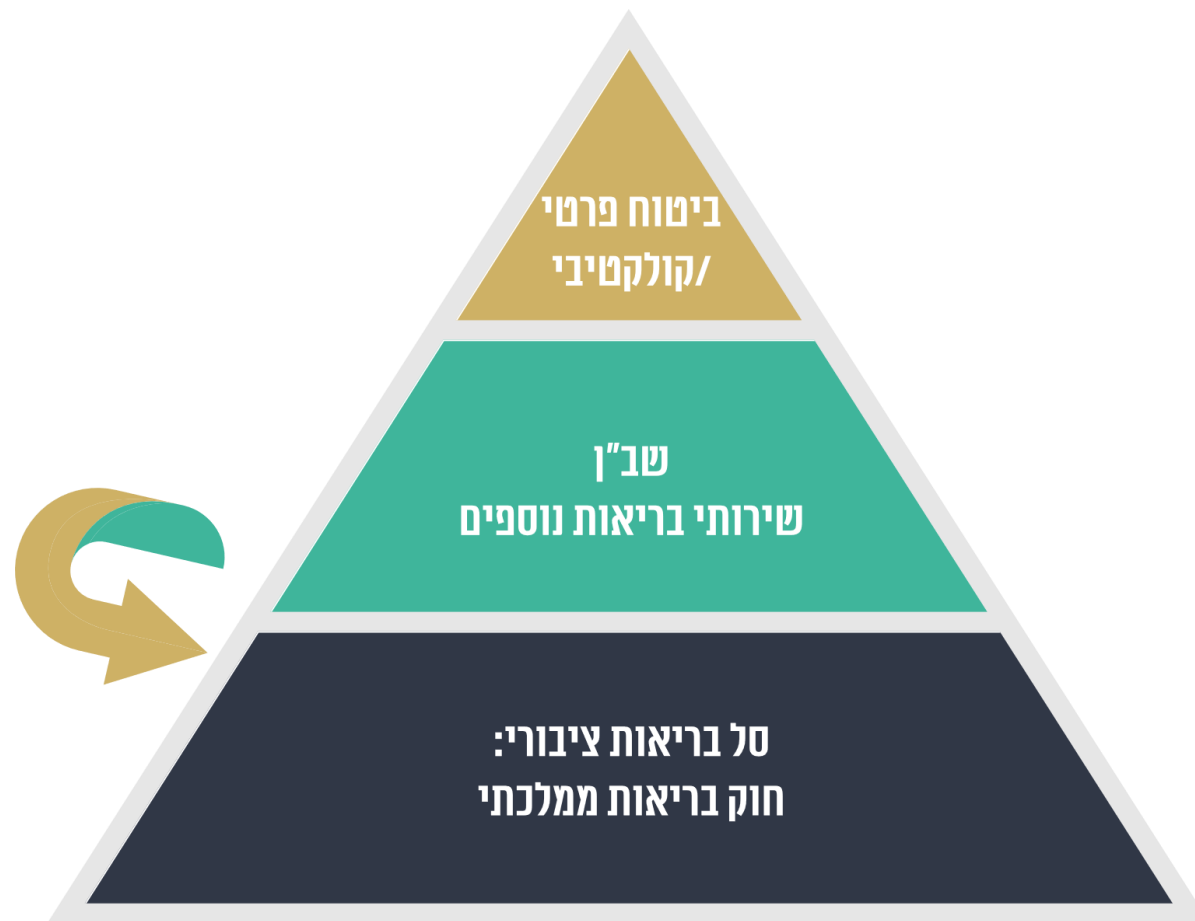 ביטוח פרטי
/קולקטיבי
שב"ן
שירותי בריאות נוספים
סל בריאות ציבורי:
חוק בריאות ממלכתי